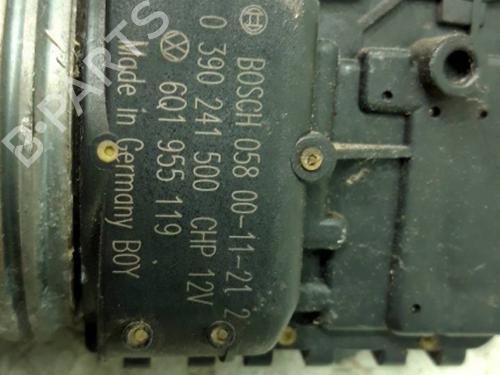 BOSCH 058 00-11-21 2
0 390 241 500 CHP 12V
6Q1 955 119
Made in Germany BOY
B-PARTS